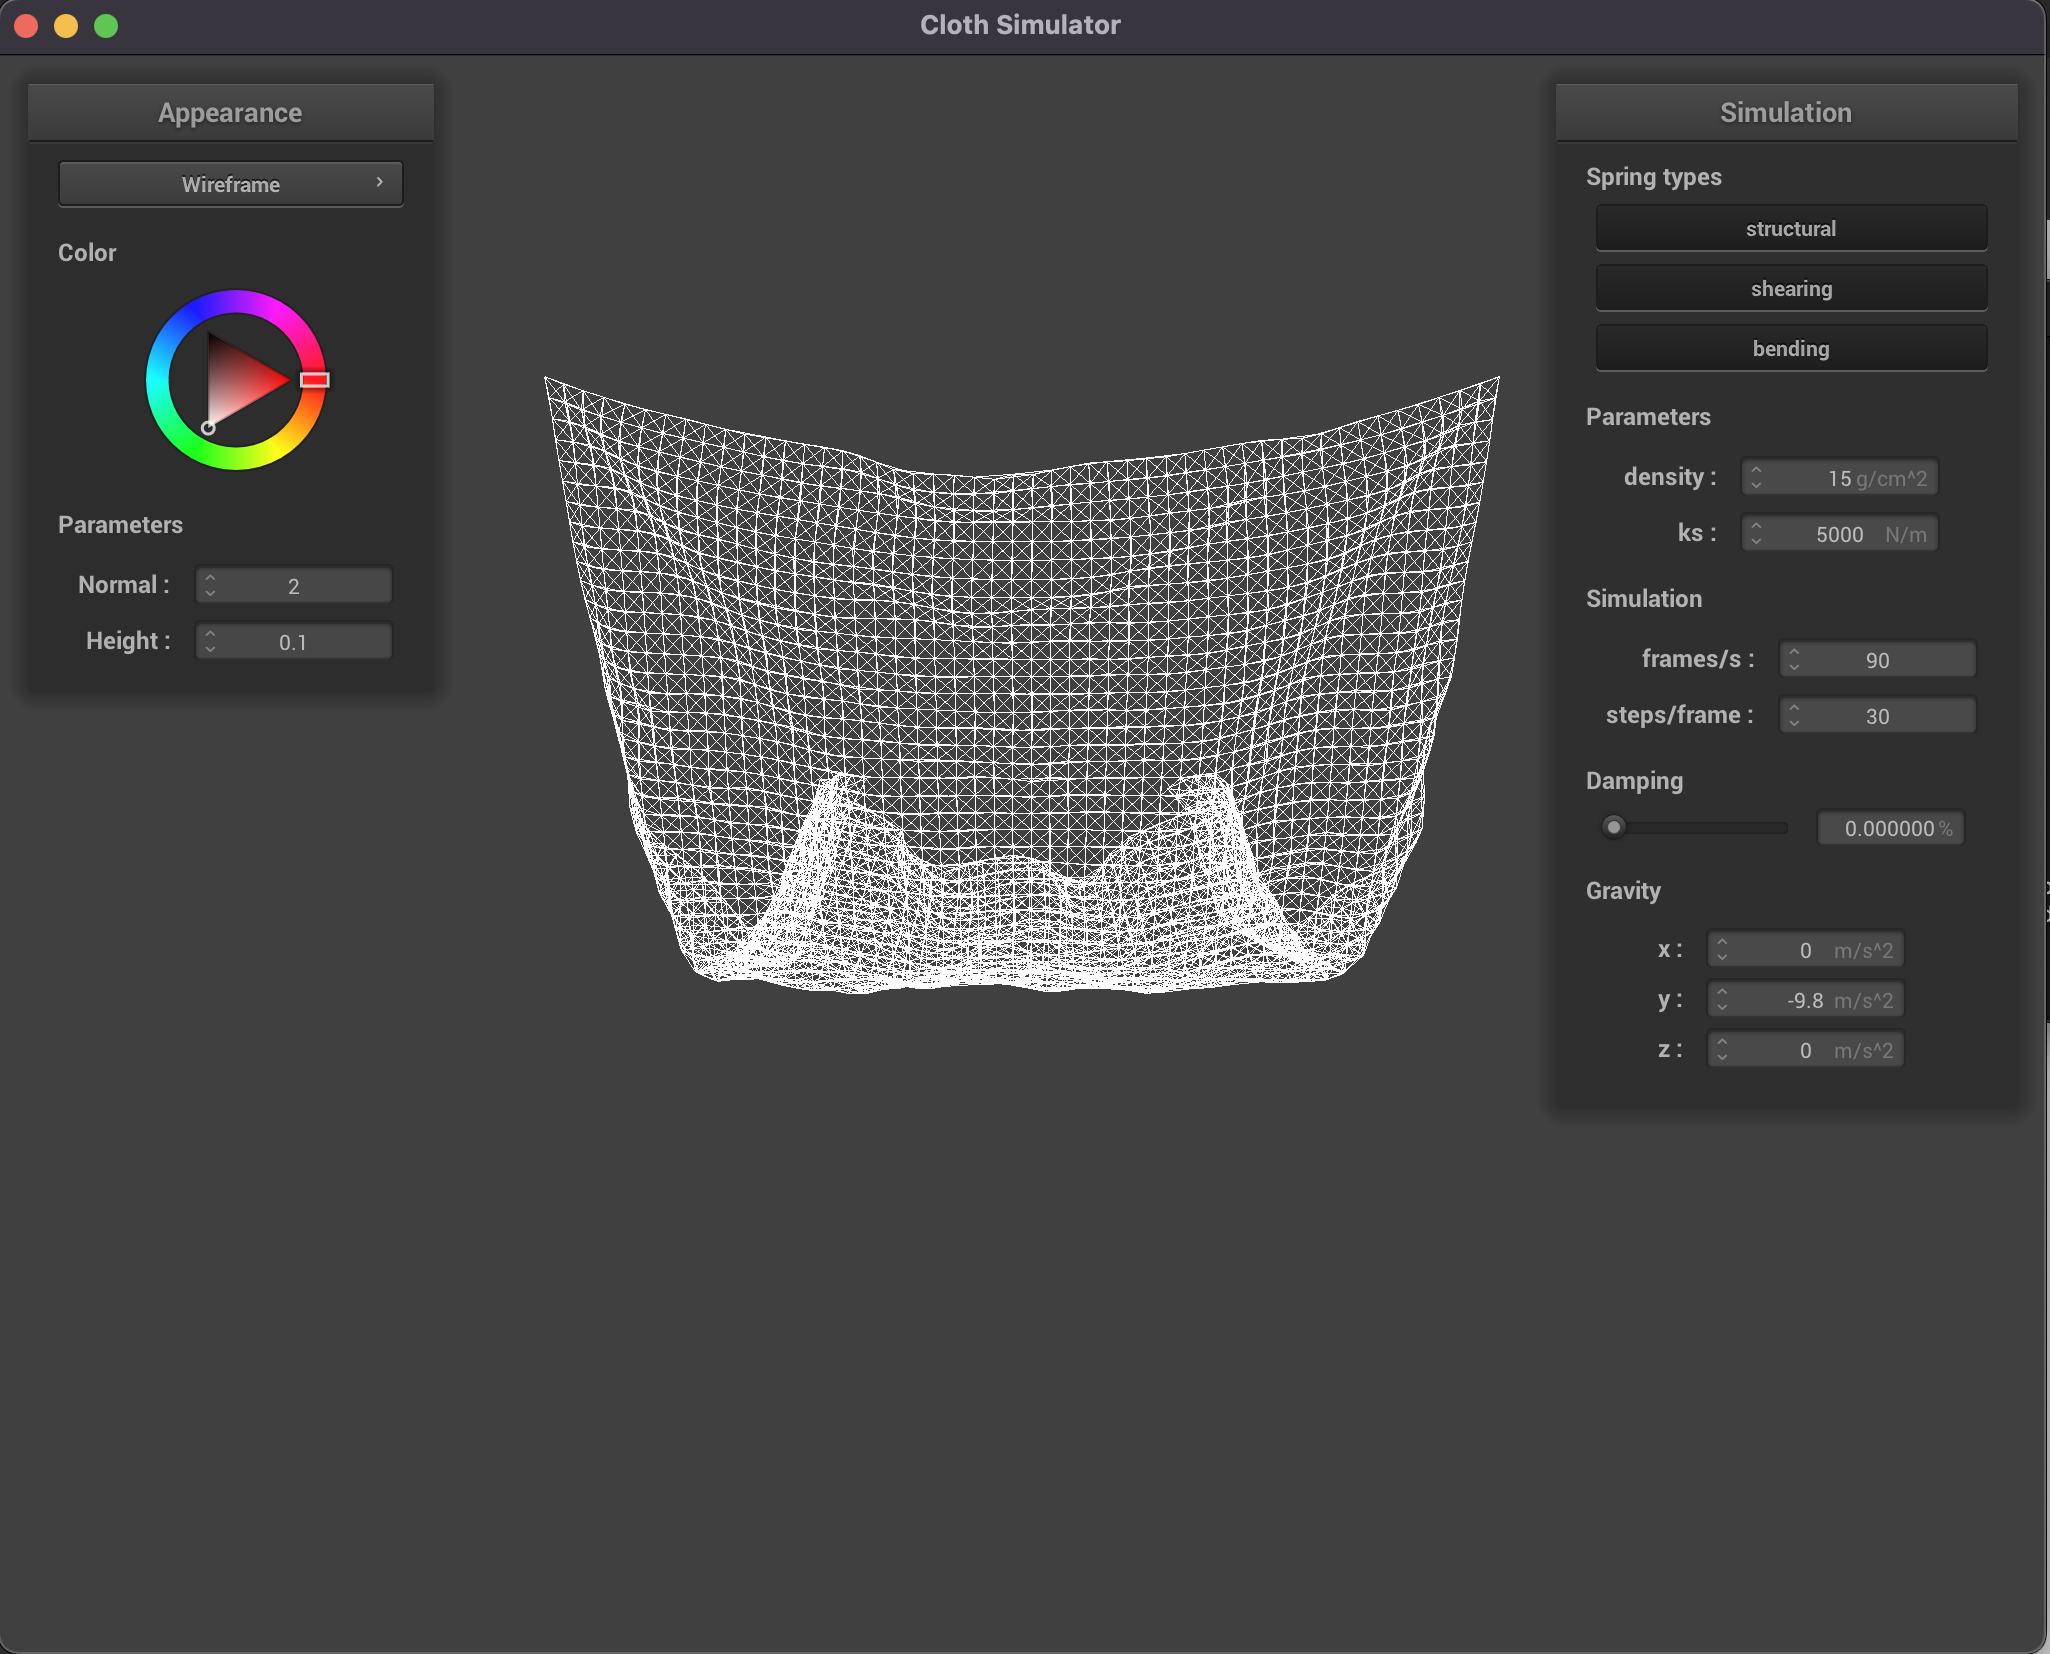 Cloth Simulator
Appearance
Wireframe
Color
Parameters
Normal : 2
Height : 0.1
Simulation
Spring types
structural
shearing
bending
Parameters
density : 15 g/cm^2
ks : 5000 N/m
Simulation
frames/s : 90
steps/frame : 30
Damping
0.000000 %
Gravity
x : 0 m/s^2
y : -9.8 m/s^2
z : 0 m/s^2